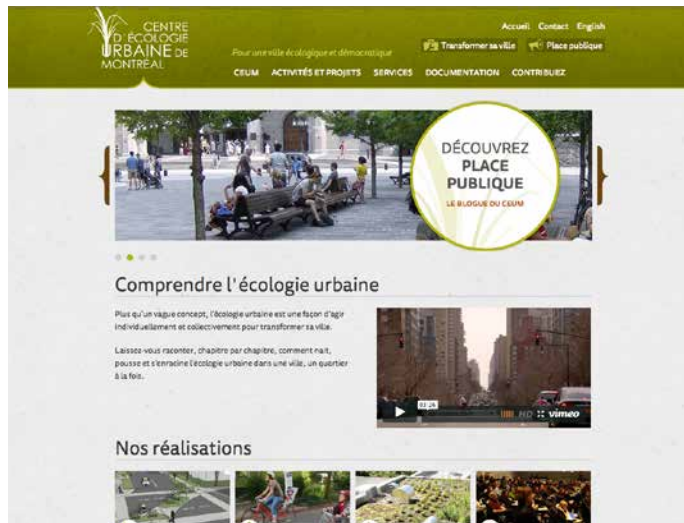 CENTRE
D'ÉCOLOGIE
URBAINE DE
MONTRÉAL
Pour une ville écologique et démocratique
Accueil Contact English
Transformer sa ville Place publique
CEUM ACTIVITÉS ET PROJETS SERVICES DOCUMENTATION CONTRIBUEZ
DÉCOUVREZ
PLACE
PUBLIQUE
LE BLOGUE DU CEUM
Comprendre l'écologie urbaine
Plus qu'un vague concept, l'écologie urbaine est une façon d'agir
individuellement et collectivement pour transformer sa ville.
Laissez-vous raconter, chapitre par chapitre, comment nait,
pousse et s'enracine l'écologie urbaine dans une ville, un quartier
à la fois.
03:26
HD vimeo
Nos réalisations